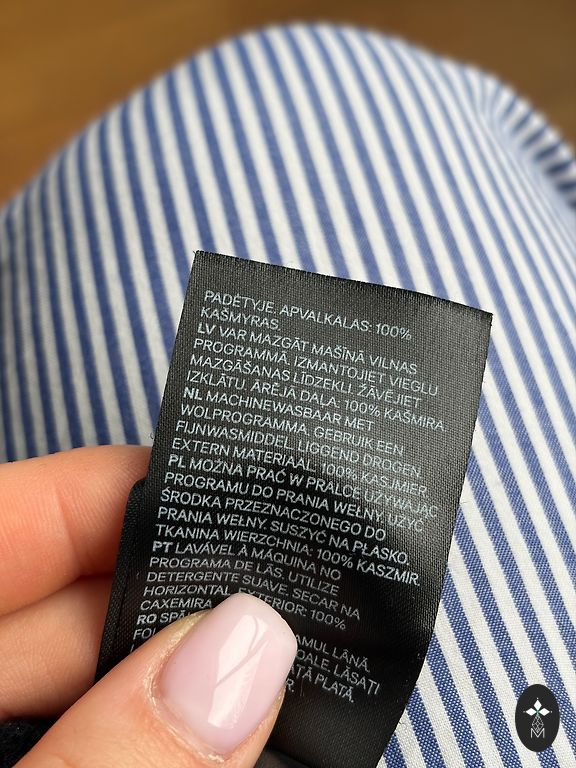 PADĖTYJE. APVALKALAS: 100%
KAŠMYRAS.
LV VAR MAZGĀT MAŠĪNĀ VILNAS
PROGRAMMĀ. IZMANTOJIET VIEGLU
MAZGĀŠANAS LĪDZEKLI. ŽĀVĒJIET
IZKLĀTU. ĀRĒJĀ DAĻA: 100% KAŠMIRA
NL MACHINEWASBAAR MET
WOLPROGRAMMA. GEBRUIK EEN
FIJNWASMIDDEL. LIGGEND DROGEN.
EXTERN MATERIAAL: 100% KASJMIER.
PL MOŻNA PRAĆ W PRALCE UŻYWAJĄC
PROGRAMU DO PRANIA WEŁNY. UŻYĆ
ŚRODKA PRZEZNACZONEGO DO
PRANIA WEŁNY. SUSZYĆ NA PŁASKO.
TKANINA WIERZCHNIA: 100% KASZMIR.
PT LAVÁVEL À MÁQUINA NO
PROGRAMA DE LÃS. UTILIZE
DETERGENTE SUAVE. SECAR NA
HORIZONTAL. EXTERIOR: 100%
CAXEMIRA
RO LÂNĂ.
LĂSAȚI
PLATĂ.
M